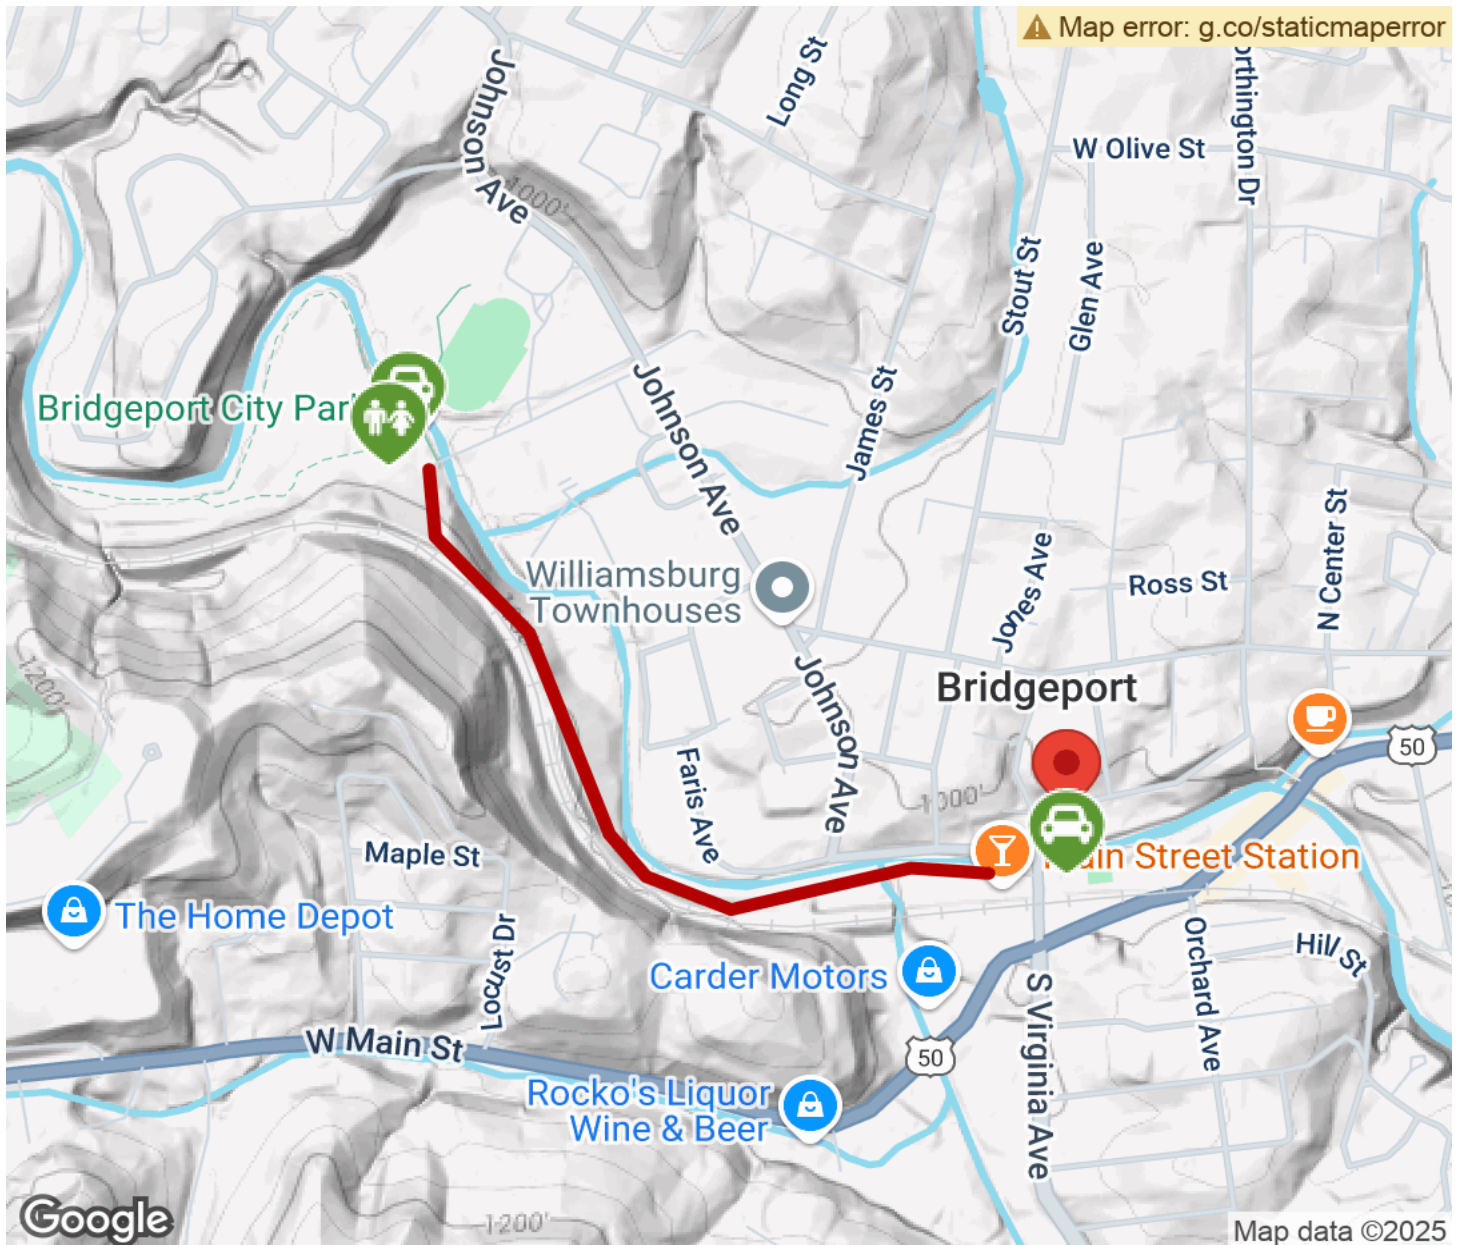 Map error: g.co/staticmaperror
Long St
Johnson Ave
W Olive St
orthington Dr
1000'
Stout St
Glen Ave
Bridgeport City Par
Johnson Ave
James St
N Center St
Jones Ave
Ross St
Williamsburg
Townhouses
1200'
Johnson Ave
Bridgeport
50
Faris Ave
1000'
Maple St
Main Street Station
The Home Depot
Locust Dr
Carder Motors
Orchard Ave
Hill St
W Main St
50
S Virginia Ave
Rocko's Liquor
Wine & Beer
Google
1200'
Map data ©2025